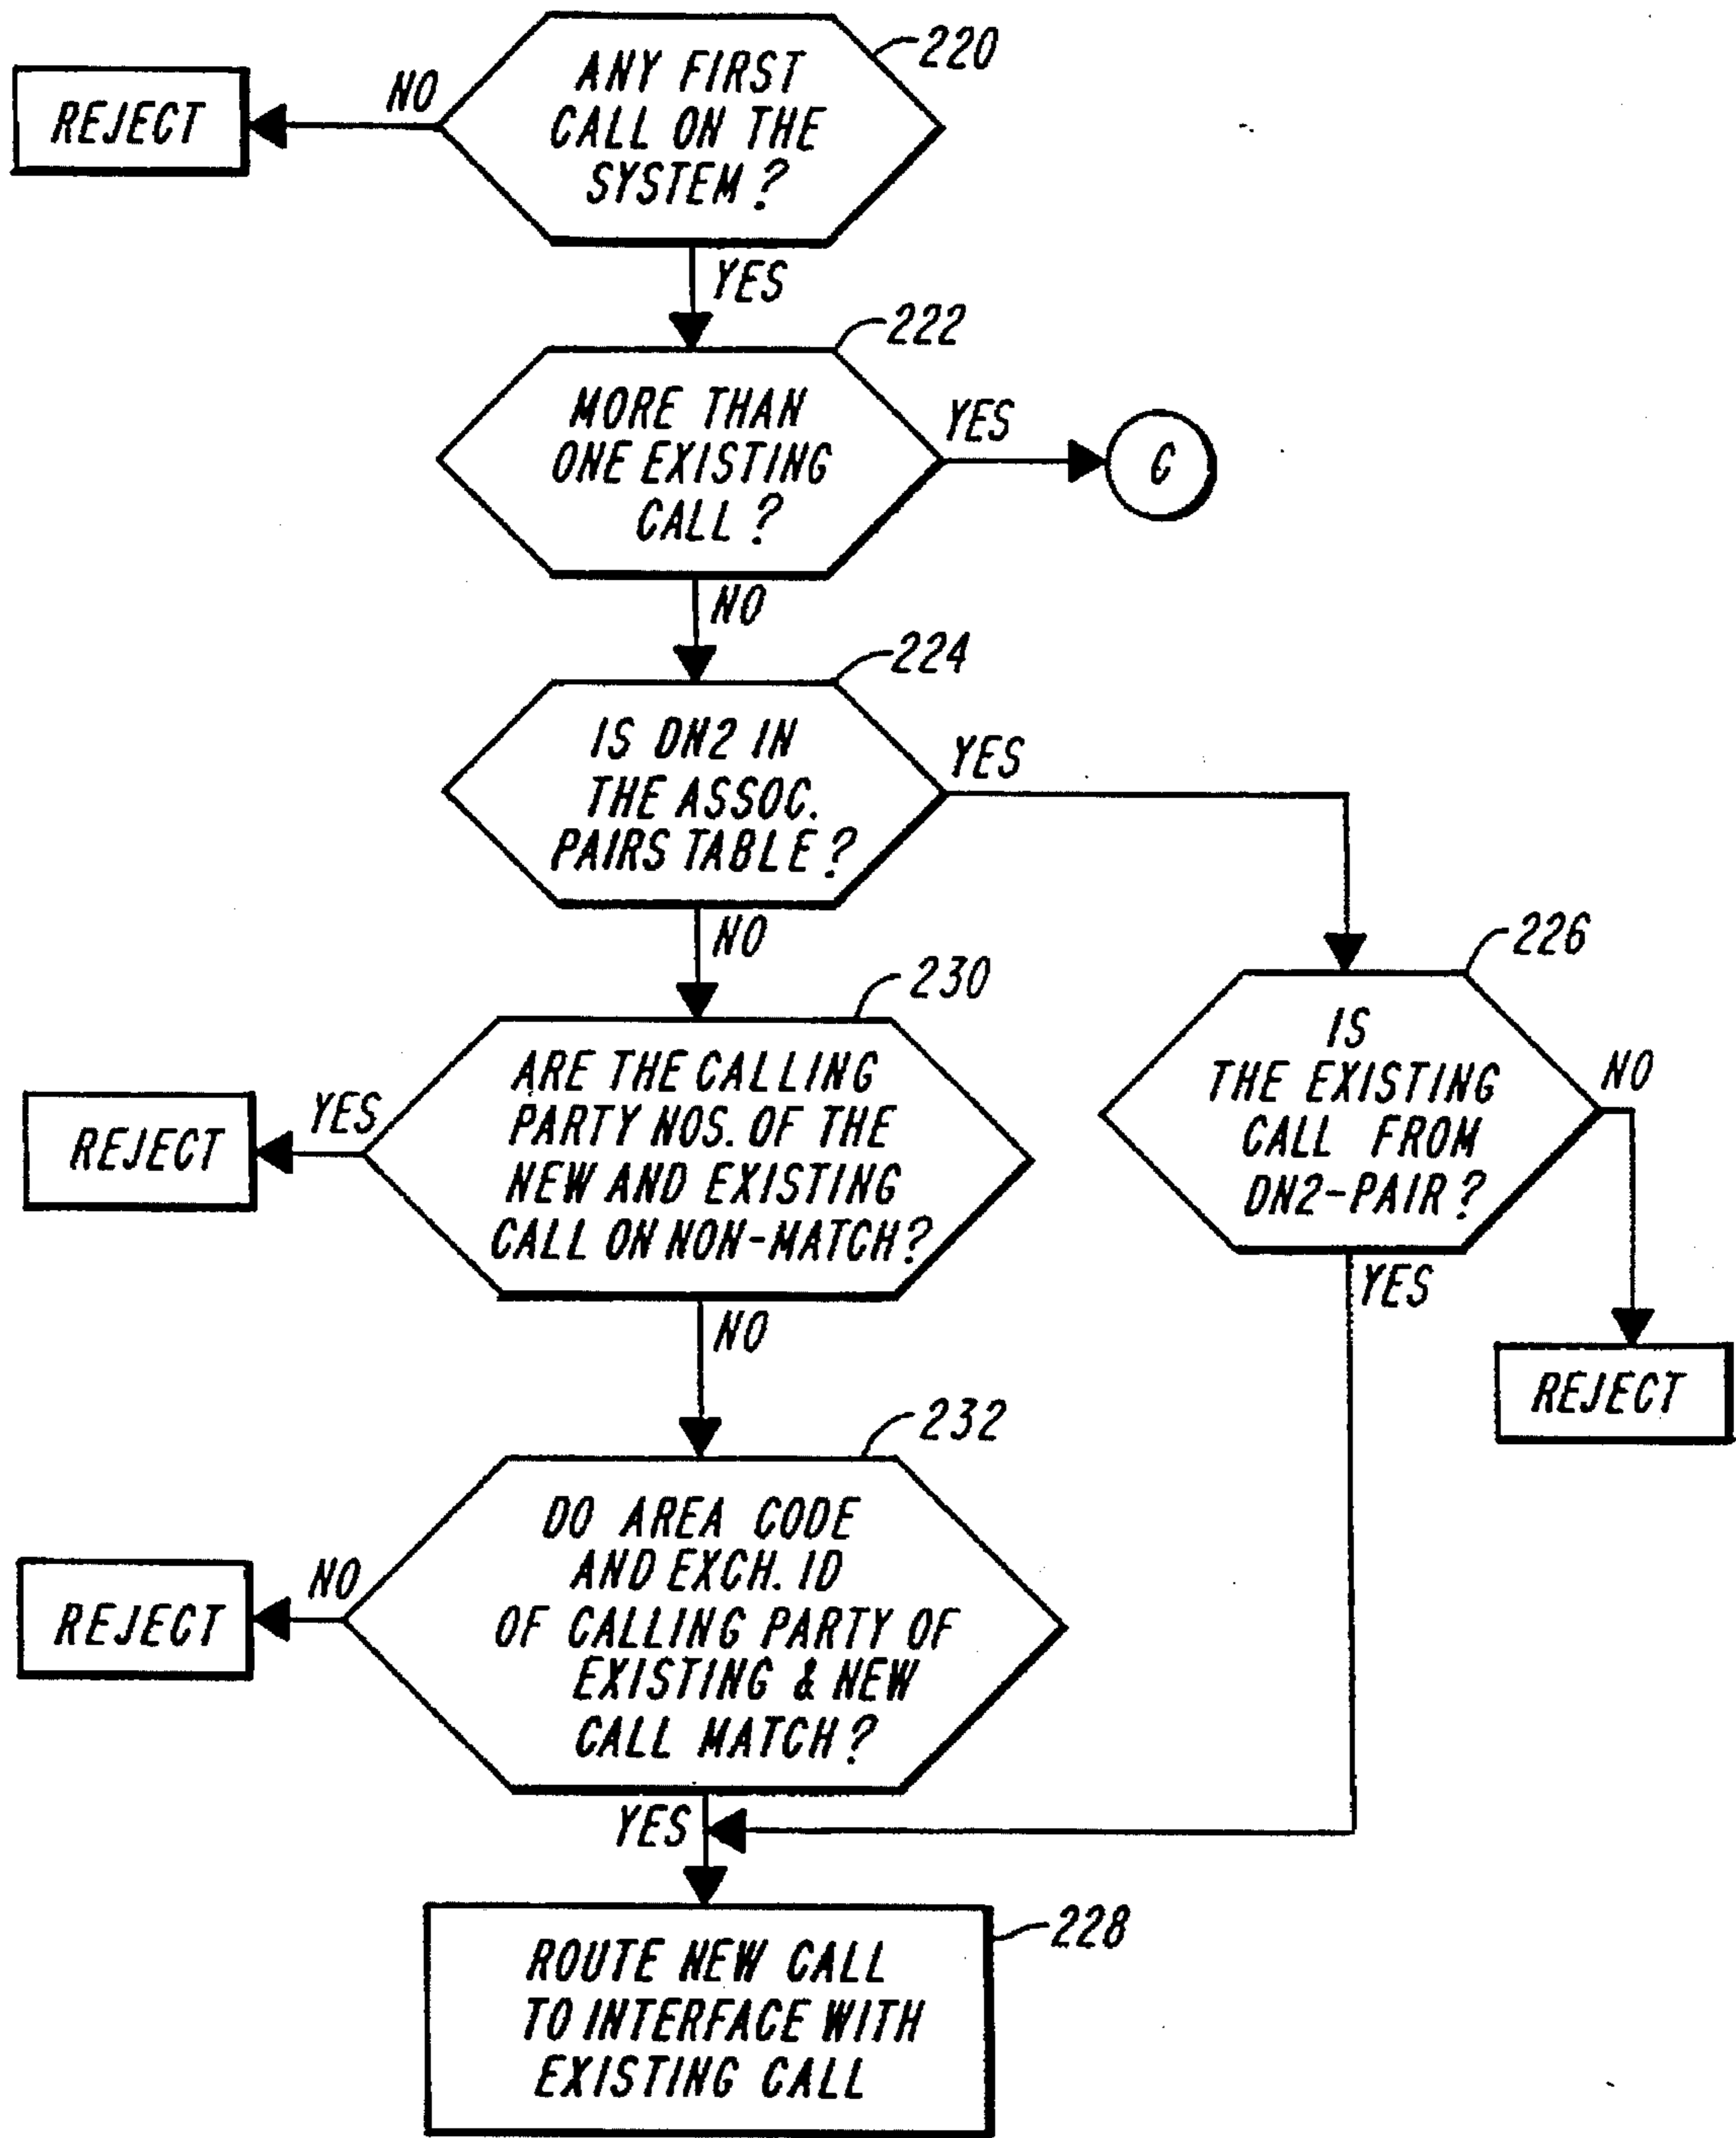 220
ANY FIRST
CALL ON THE
SYSTEM?
NO
REJECT
YES
222
MORE THAN
ONE EXISTING
CALL?
YES
C
NO
224
IS DN2 IN
THE ASSOC.
PAIRS TABLE?
YES
NO
226
IS
THE EXISTING
CALL FROM
DN2-PAIR?
NO
REJECT
YES
230
ARE THE CALLING
PARTY NOS. OF THE
NEW AND EXISTING
CALL ON NON-MATCH?
YES
REJECT
NO
232
DO AREA CODE
AND EXCH. ID
OF CALLING PARTY OF
EXISTING & NEW
CALL MATCH?
NO
REJECT
YES
228
ROUTE NEW CALL
TO INTERFACE WITH
EXISTING CALL